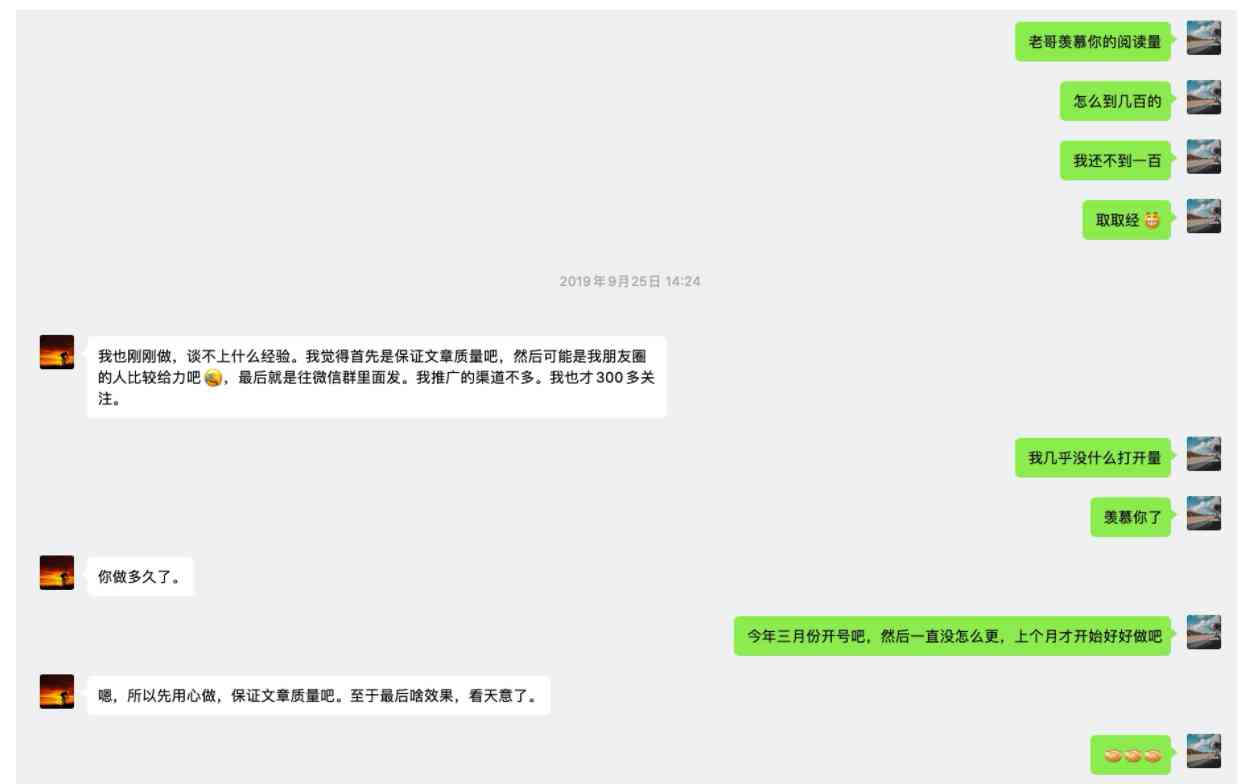 老哥羡慕你的阅读量
怎么到几百的
我还不到一百
取取经
2019年9月25日 14:24
我也刚刚做，谈不上什么经验。我觉得首先是保证文章质量吧，然后可能是我朋友圈
的人比较给力吧，最后就是往微信群里面发。我推广的渠道不多。我也才300多关
注。
我几乎没什么打开量
羡慕你了
你做多久了。
今年三月份开号吧，然后一直没怎么更，上个月才开始好好做吧
嗯，所以先用心做，保证文章质量吧。至于最后啥效果，看天意了。